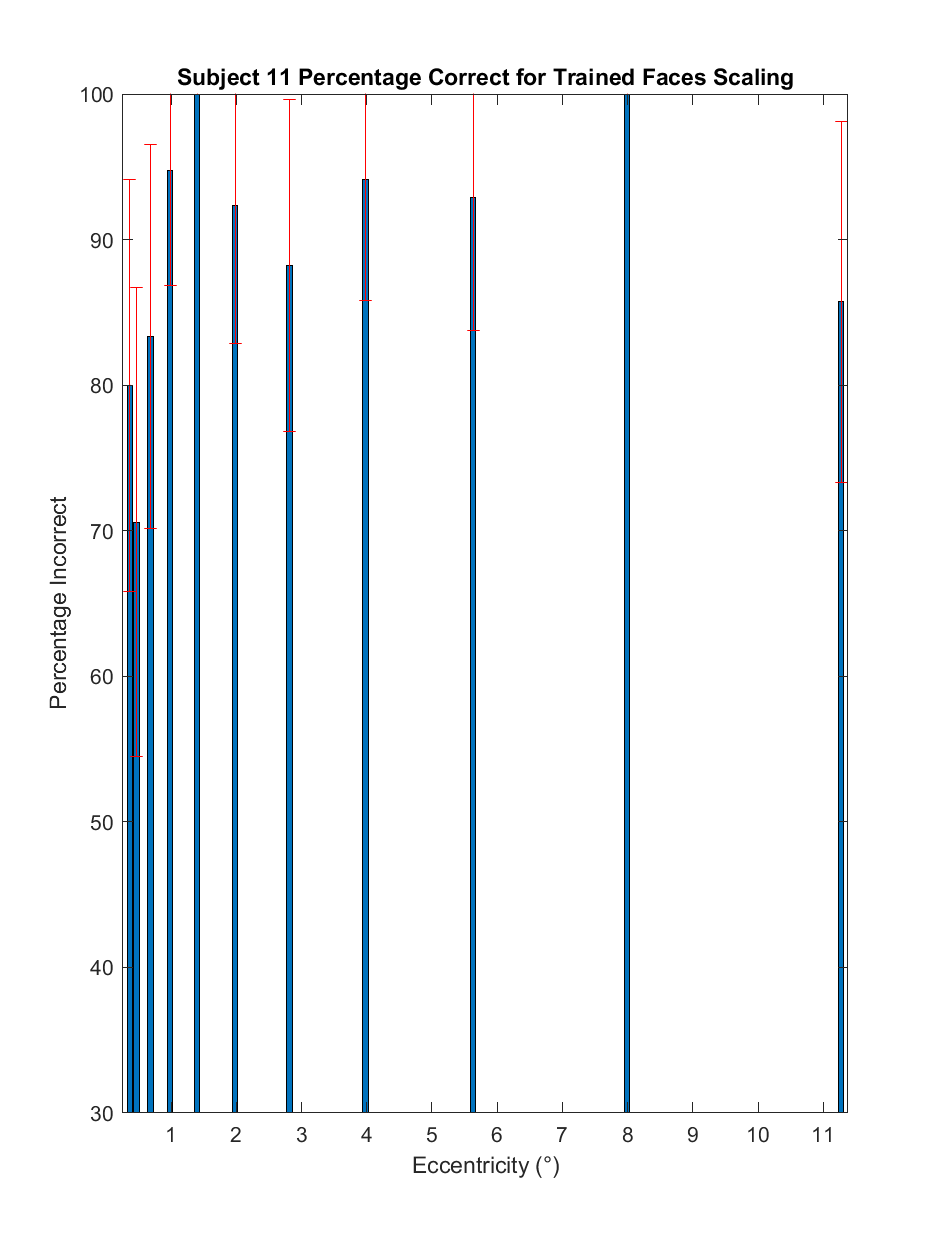 Subject 11 Percentage Correct for Trained Faces Scaling
100
90
80
70
60
50
40
30
Percentage Incorrect
1 2 3 4 5 6 7 8 9 10 11
Eccentricity (°)